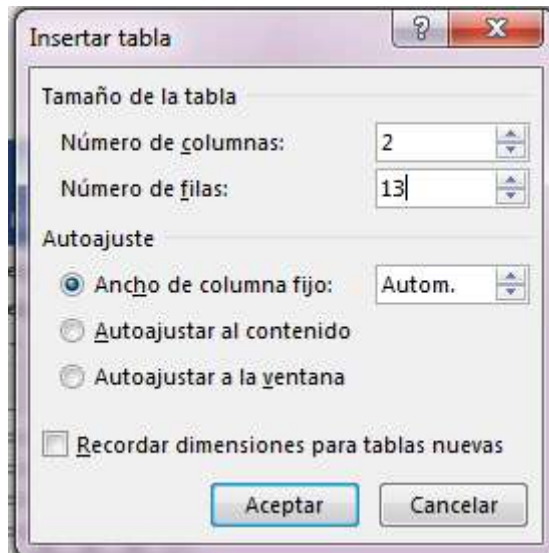 Insertar tabla
Tamaño de la tabla
Número de columnas: 2
Número de filas: 13
Autoajuste
Ancho de columna fijo: Autom.
Autoajustar al contenido
Autoajustar a la ventana
Recordar dimensiones para tablas nuevas
Aceptar Cancelar